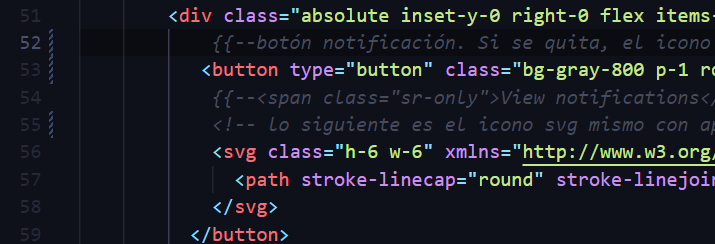 51 <div class="absolute inset-y-0 right-0 flex items-
52 {{--botón notificación. Si se quita, el icono
53 <button type="button" class="bg-gray-800 p-1 ro
54 {{--<span class="sr-only">View notifications</
55 <!-- lo siguiente es el icono svg mismo con ap
56 <svg class="h-6 w-6" xmlns="http://www.w3.org/
57 <path stroke-linecap="round" stroke-linejoin
58 </svg>
59 </button>